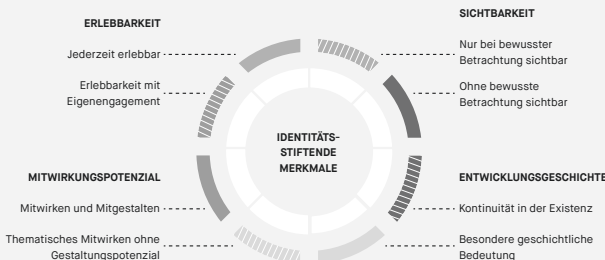 ERLEBBARKEIT
Jederzeit erlebbar
Erlebbarkeit mit
Eigenengagement
SICHTBARKEIT
Nur bei bewusster
Betrachtung sichtbar
Ohne bewusste
Betrachtung sichtbar
IDENTITÄTS-
STIFTENDE
MERKMALE
MITWIRKUNGSPOTENZIAL
Mitwirken und Mitgestalten
Thematisches Mitwirken ohne
Gestaltungspotenzial
ENTWICKLUNGSGESCHICHTE
Kontinuität in der Existenz
Besondere geschichtliche
Bedeutung